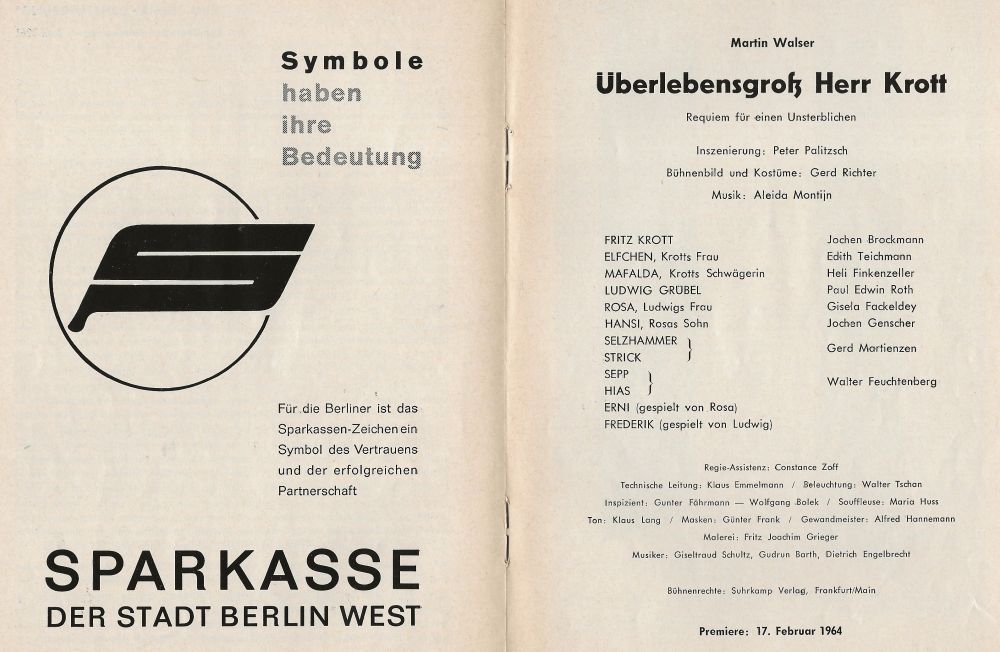 Symbole
haben
ihre
Bedeutung
Für die Berliner ist das
Sparkassen-Zeichen ein
Symbol des Vertrauens
und der erfolgreichen
Partnerschaft
SPARKASSE
DER STADT BERLIN WEST
Martin Walser
Überlebensgroß Herr Krott
Requiem für einen Unsterblichen
Inszenierung: Peter Palitzsch
Bühnenbild und Kostüme: Gerd Richter
Musik: Aleida Montijn
FRITZ KROTT Jochen Brockmann
ELFCHEN, Krotts Frau Edith Teichmann
MAFALDA, Krotts Schwägerin Heli Finkenzeller
LUDWIG GRÜBEL Paul Edwin Roth
ROSA, Ludwigs Frau Gisela Fackeldey
HANSI, Rosas Sohn Jochen Genscher
SELZHAMMER
STRICK } Gerd Martienzen
SEPP
HIAS } Walter Feuchtenberg
ERNI (gespielt von Rosa)
FREDERIK (gespielt von Ludwig)
Regie-Assistenz: Constance Zoff
Technische Leitung: Klaus Emmelmann / Beleuchtung: Walter Tschan
Inspizient: Gunter Fährmann — Wolfgang Bolek / Souffleuse: Maria Huss
Ton: Klaus Lang / Masken: Günter Frank / Gewandmeister: Alfred Hannemann
Malerei: Fritz Joachim Grieger
Musiker: Giseltraud Schultz, Gudrun Barth, Dietrich Engelbrecht
Bühnenrechte: Suhrkamp Verlag, Frankfurt/Main
Premiere: 17. Februar 1964